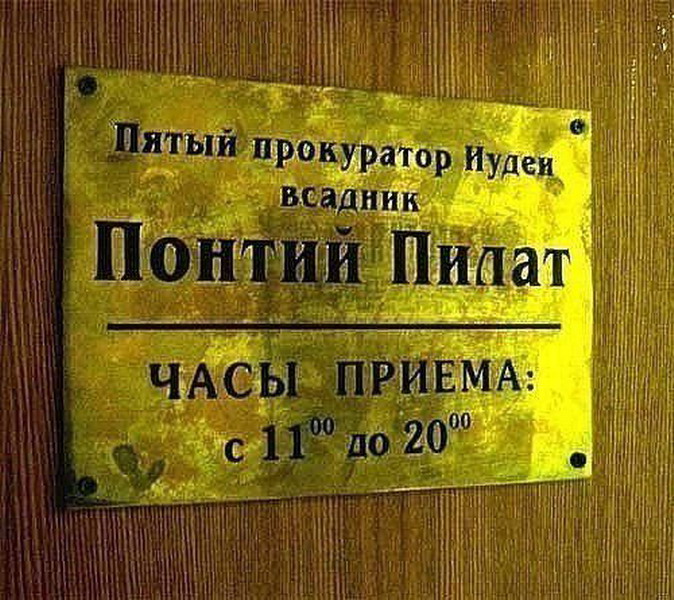 Пятый прокуратор Иудеи
всадник
Понтий Пилат
ЧАСЫ ПРИЕМА:
с 11⁰⁰ до 20⁰⁰